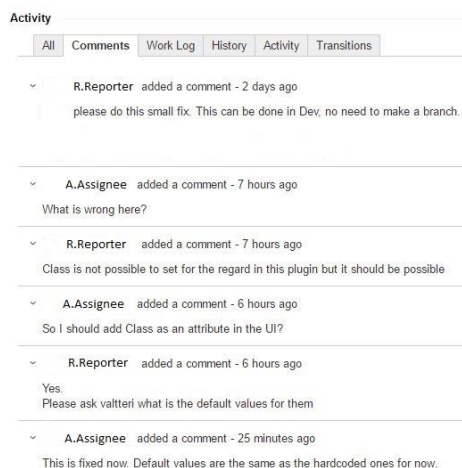 Activity
All Comments Work Log History Activity Transitions
R.Reporter added a comment - 2 days ago
please do this small fix. This can be done in Dev, no need to make a branch.
A.Assignee added a comment - 7 hours ago
What is wrong here?
R.Reporter added a comment - 7 hours ago
Class is not possible to set for the regard in this plugin but it should be possible
A.Assignee added a comment - 6 hours ago
So I should add Class as an attribute in the UI?
R.Reporter added a comment - 6 hours ago
Yes.
Please ask valtteri what is the default values for them
A.Assignee added a comment - 25 minutes ago
This is fixed now. Default values are the same as the hardcoded ones for now.